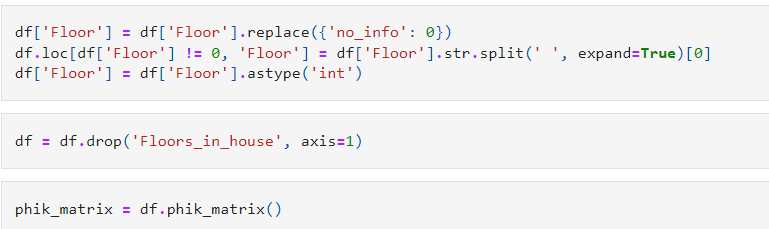 df['Floor'] = df['Floor'].replace({'no_info': 0})
df.loc[df['Floor'] != 0, 'Floor'] = df['Floor'].str.split(' ', expand=True)[0]
df['Floor'] = df['Floor'].astype('int')
df = df.drop('Floors_in_house', axis=1)
phik_matrix = df.phik_matrix()